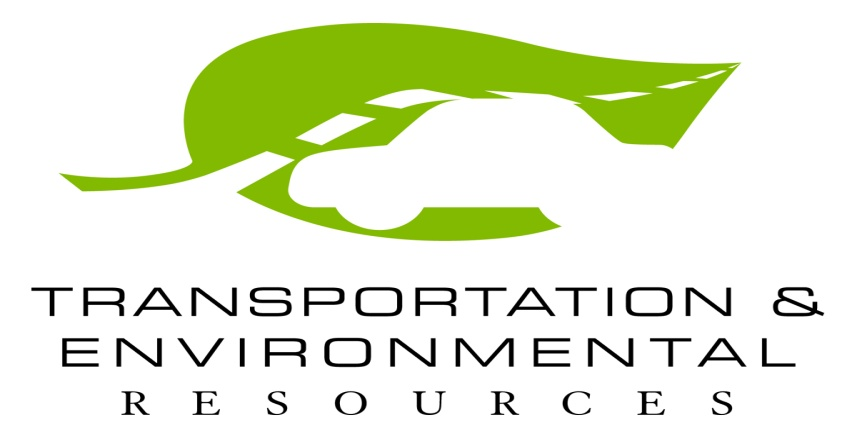 TRANSPORTATION &
ENVIRONMENTAL
RESOURCES